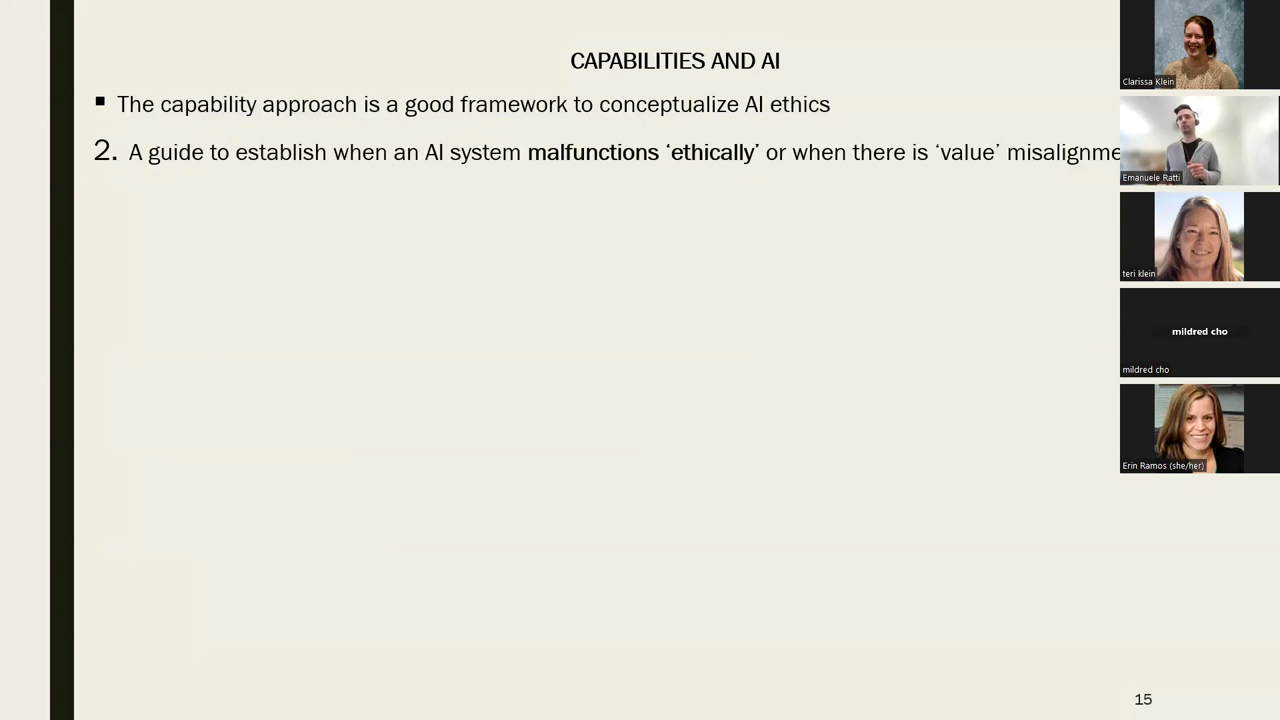 CAPABILITIES AND AI
▪ The capability approach is a good framework to conceptualize AI ethics
2. A guide to establish when an AI system malfunctions ‘ethically’ or when there is ‘value’ misalignme
15
Clarissa Klein
Emanuele Ratti
teri klein
mildred cho
mildred cho
Erin Ramos (she/her)